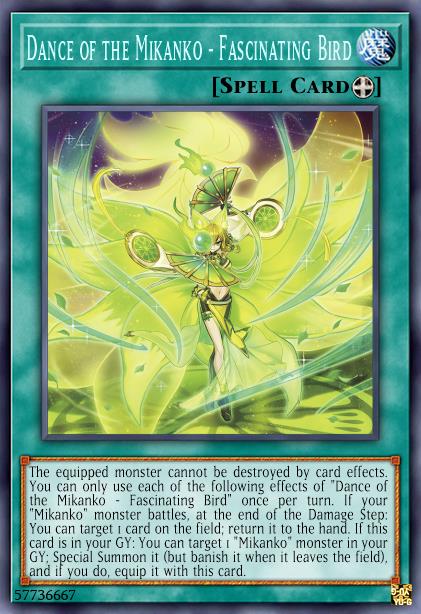 DANCE OF THE MIKANKO - FASCINATING BIRD
魔
[SPELL CARD]
The equipped monster cannot be destroyed by card effects.
You can only use each of the following effects of "Dance of
the Mikanko - Fascinating Bird" once per turn. If your
"Mikanko" monster battles, at the end of the Damage Step:
You can target 1 card on the field; return it to the hand. If this
card is in your GY: You can target 1 "Mikanko" monster in your
GY; Special Summon it (but banish it when it leaves the field),
and if you do, equip it with this card.
57736667